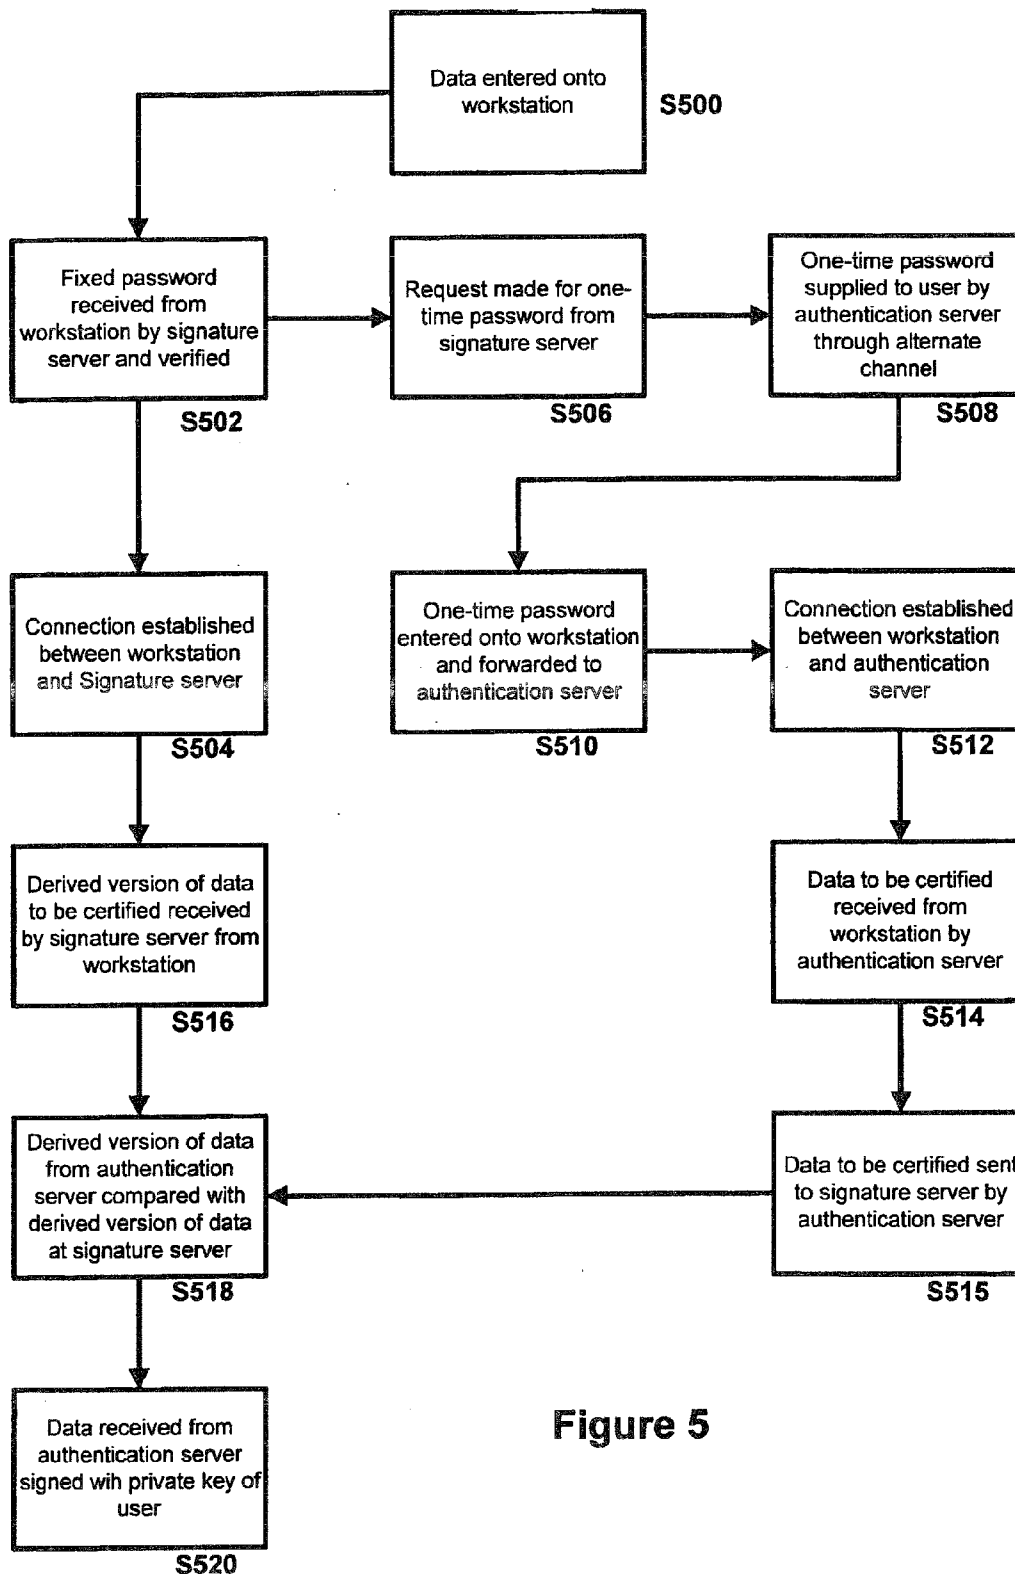 Data entered onto
workstation
S500
Fixed password
received from
workstation by signature
server and verified
S502
Request made for one-
time password from
signature server
S506
One-time password
supplied to user by
authentication server
through alternate
channel
S508
Connection established
between workstation
and Signature server
S504
One-time password
entered onto workstation
and forwarded to
authentication server
S510
Connection established
between workstation
and authentication
server
S512
Derived version of data
to be certified received
by signature server from
workstation
S516
Data to be certified
received from
workstation by
authentication server
S514
Derived version of data
from authentication
server compared with
derived version of data
at signature server
S518
Data to be certified sent
to signature server by
authentication server
S515
Data received from
authentication server
signed wih private key of
user
S520
Figure 5